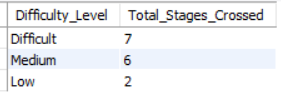 Difficulty_Level Total_Stages_Crossed
Difficult 7
Medium 6
Low 2